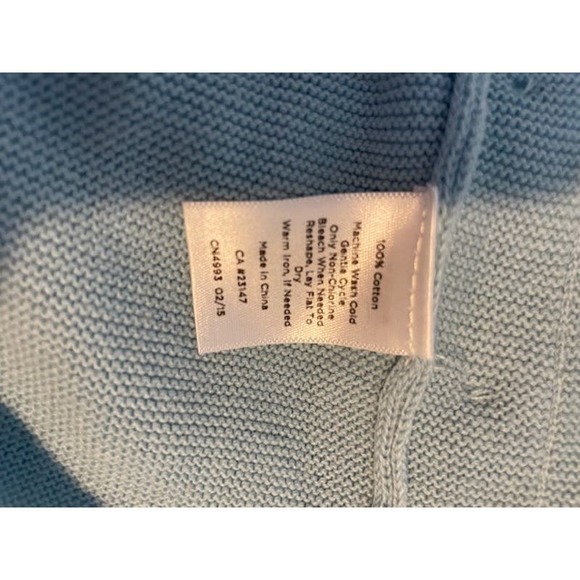 100% Cotton
Machine Wash Cold
Gentle Cycle
Only Non-Chlorine
Bleach When Needed
Reshape, Lay Flat To
Dry
Warm Iron, If Needed
Made in China
CA #23147
CN4993 02/15